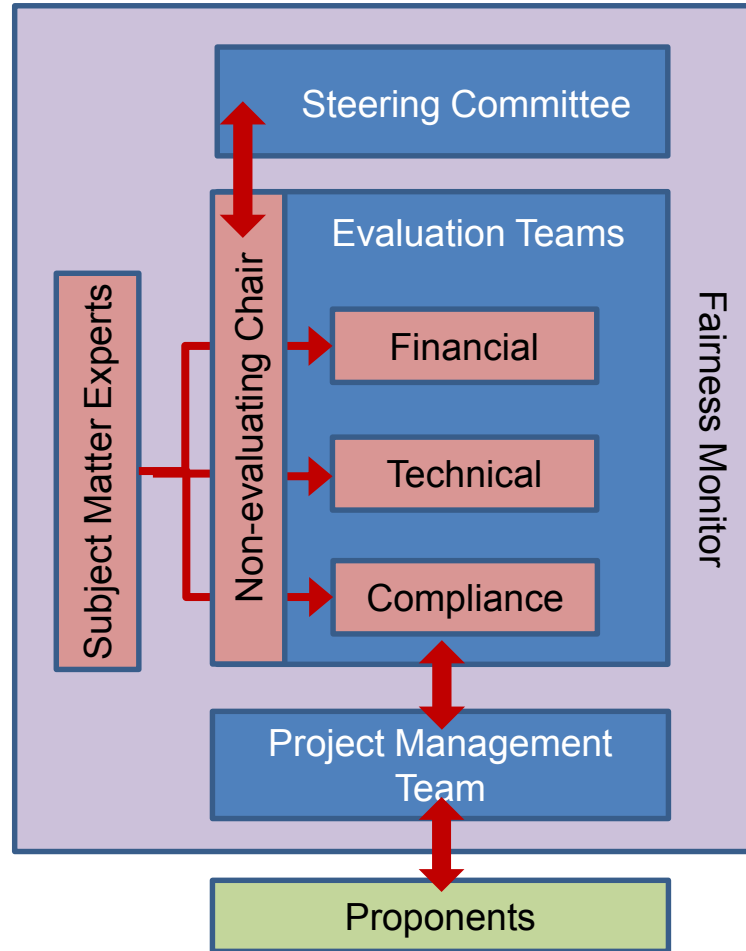 Steering Committee
Evaluation Teams
Subject Matter Experts
Non-evaluating Chair
Financial
Technical
Compliance
Fairness Monitor
Project Management
Team
Proponents